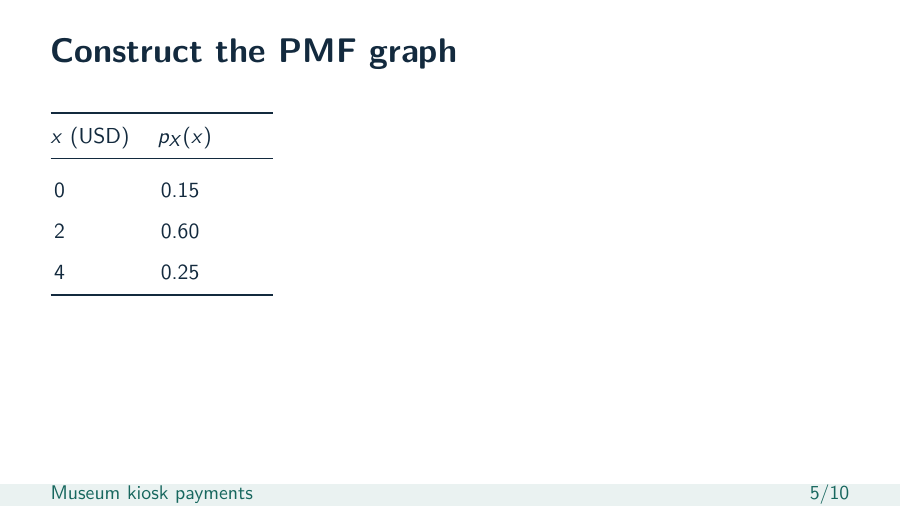 Construct the PMF graph
x (USD) pX(x)
0 0.15
2 0.60
4 0.25
Museum kiosk payments 5/10